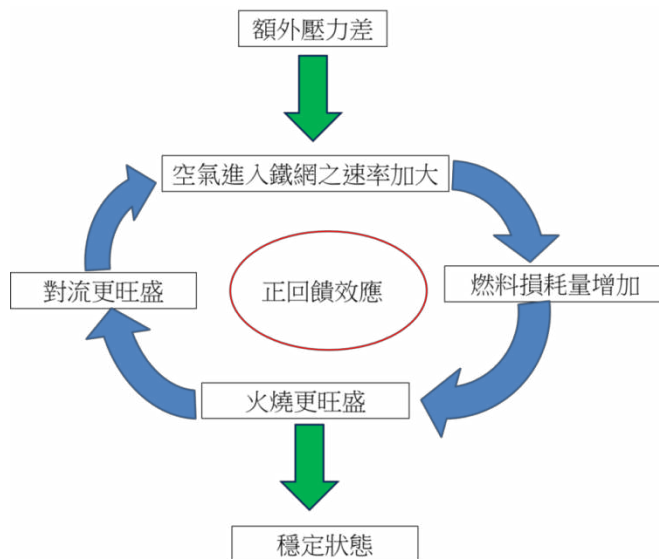 額外壓力差
空氣進入鐵網之速率加大
燃料損耗量增加
正回饋效應
對流更旺盛
火燒更旺盛
穩定狀態